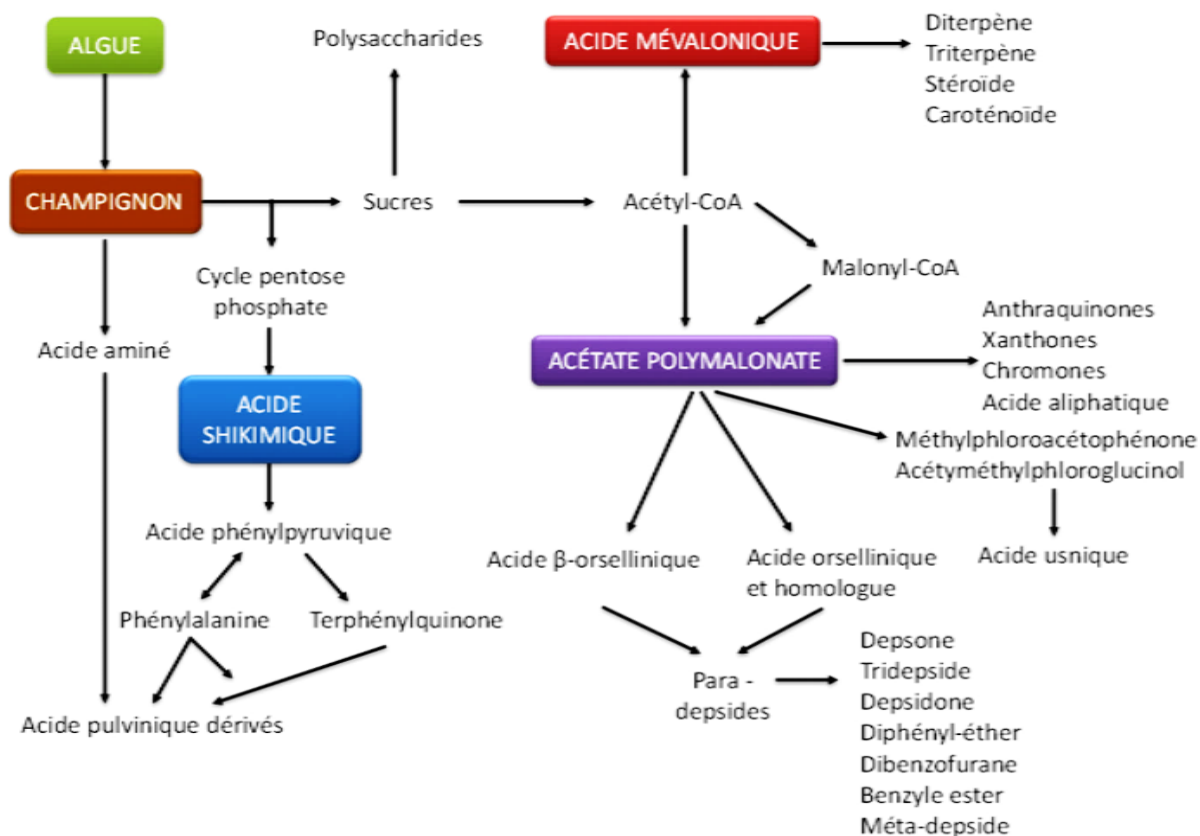 ALGUE
Polysaccharides
ACIDE MÉVALONIQUE
Diterpène
Triterpène
Stéroïde
Caroténoïde
CHAMPIGNON
Sucres
Acétyl-CoA
Cycle pentose
phosphate
Malonyl-CoA
Acide aminé
ACÉTATE POLYMALONATE
Anthraquinones
Xanthones
Chromones
Acide aliphatique
ACIDE
SHIKIMIQUE
Méthylphloroacétophénone
Acétyméthylphloroglucinol
Acide phénylpyruvique
Acide β-orsellinique
Acide orsellinique
et homologue
Acide usnique
Phénylalanine
Terphénylquinone
Para -
depsides
Depsone
Tridepside
Depsidone
Diphényl-éther
Dibenzofurane
Benzyle ester
Méta-depside
Acide pulvinique dérivés